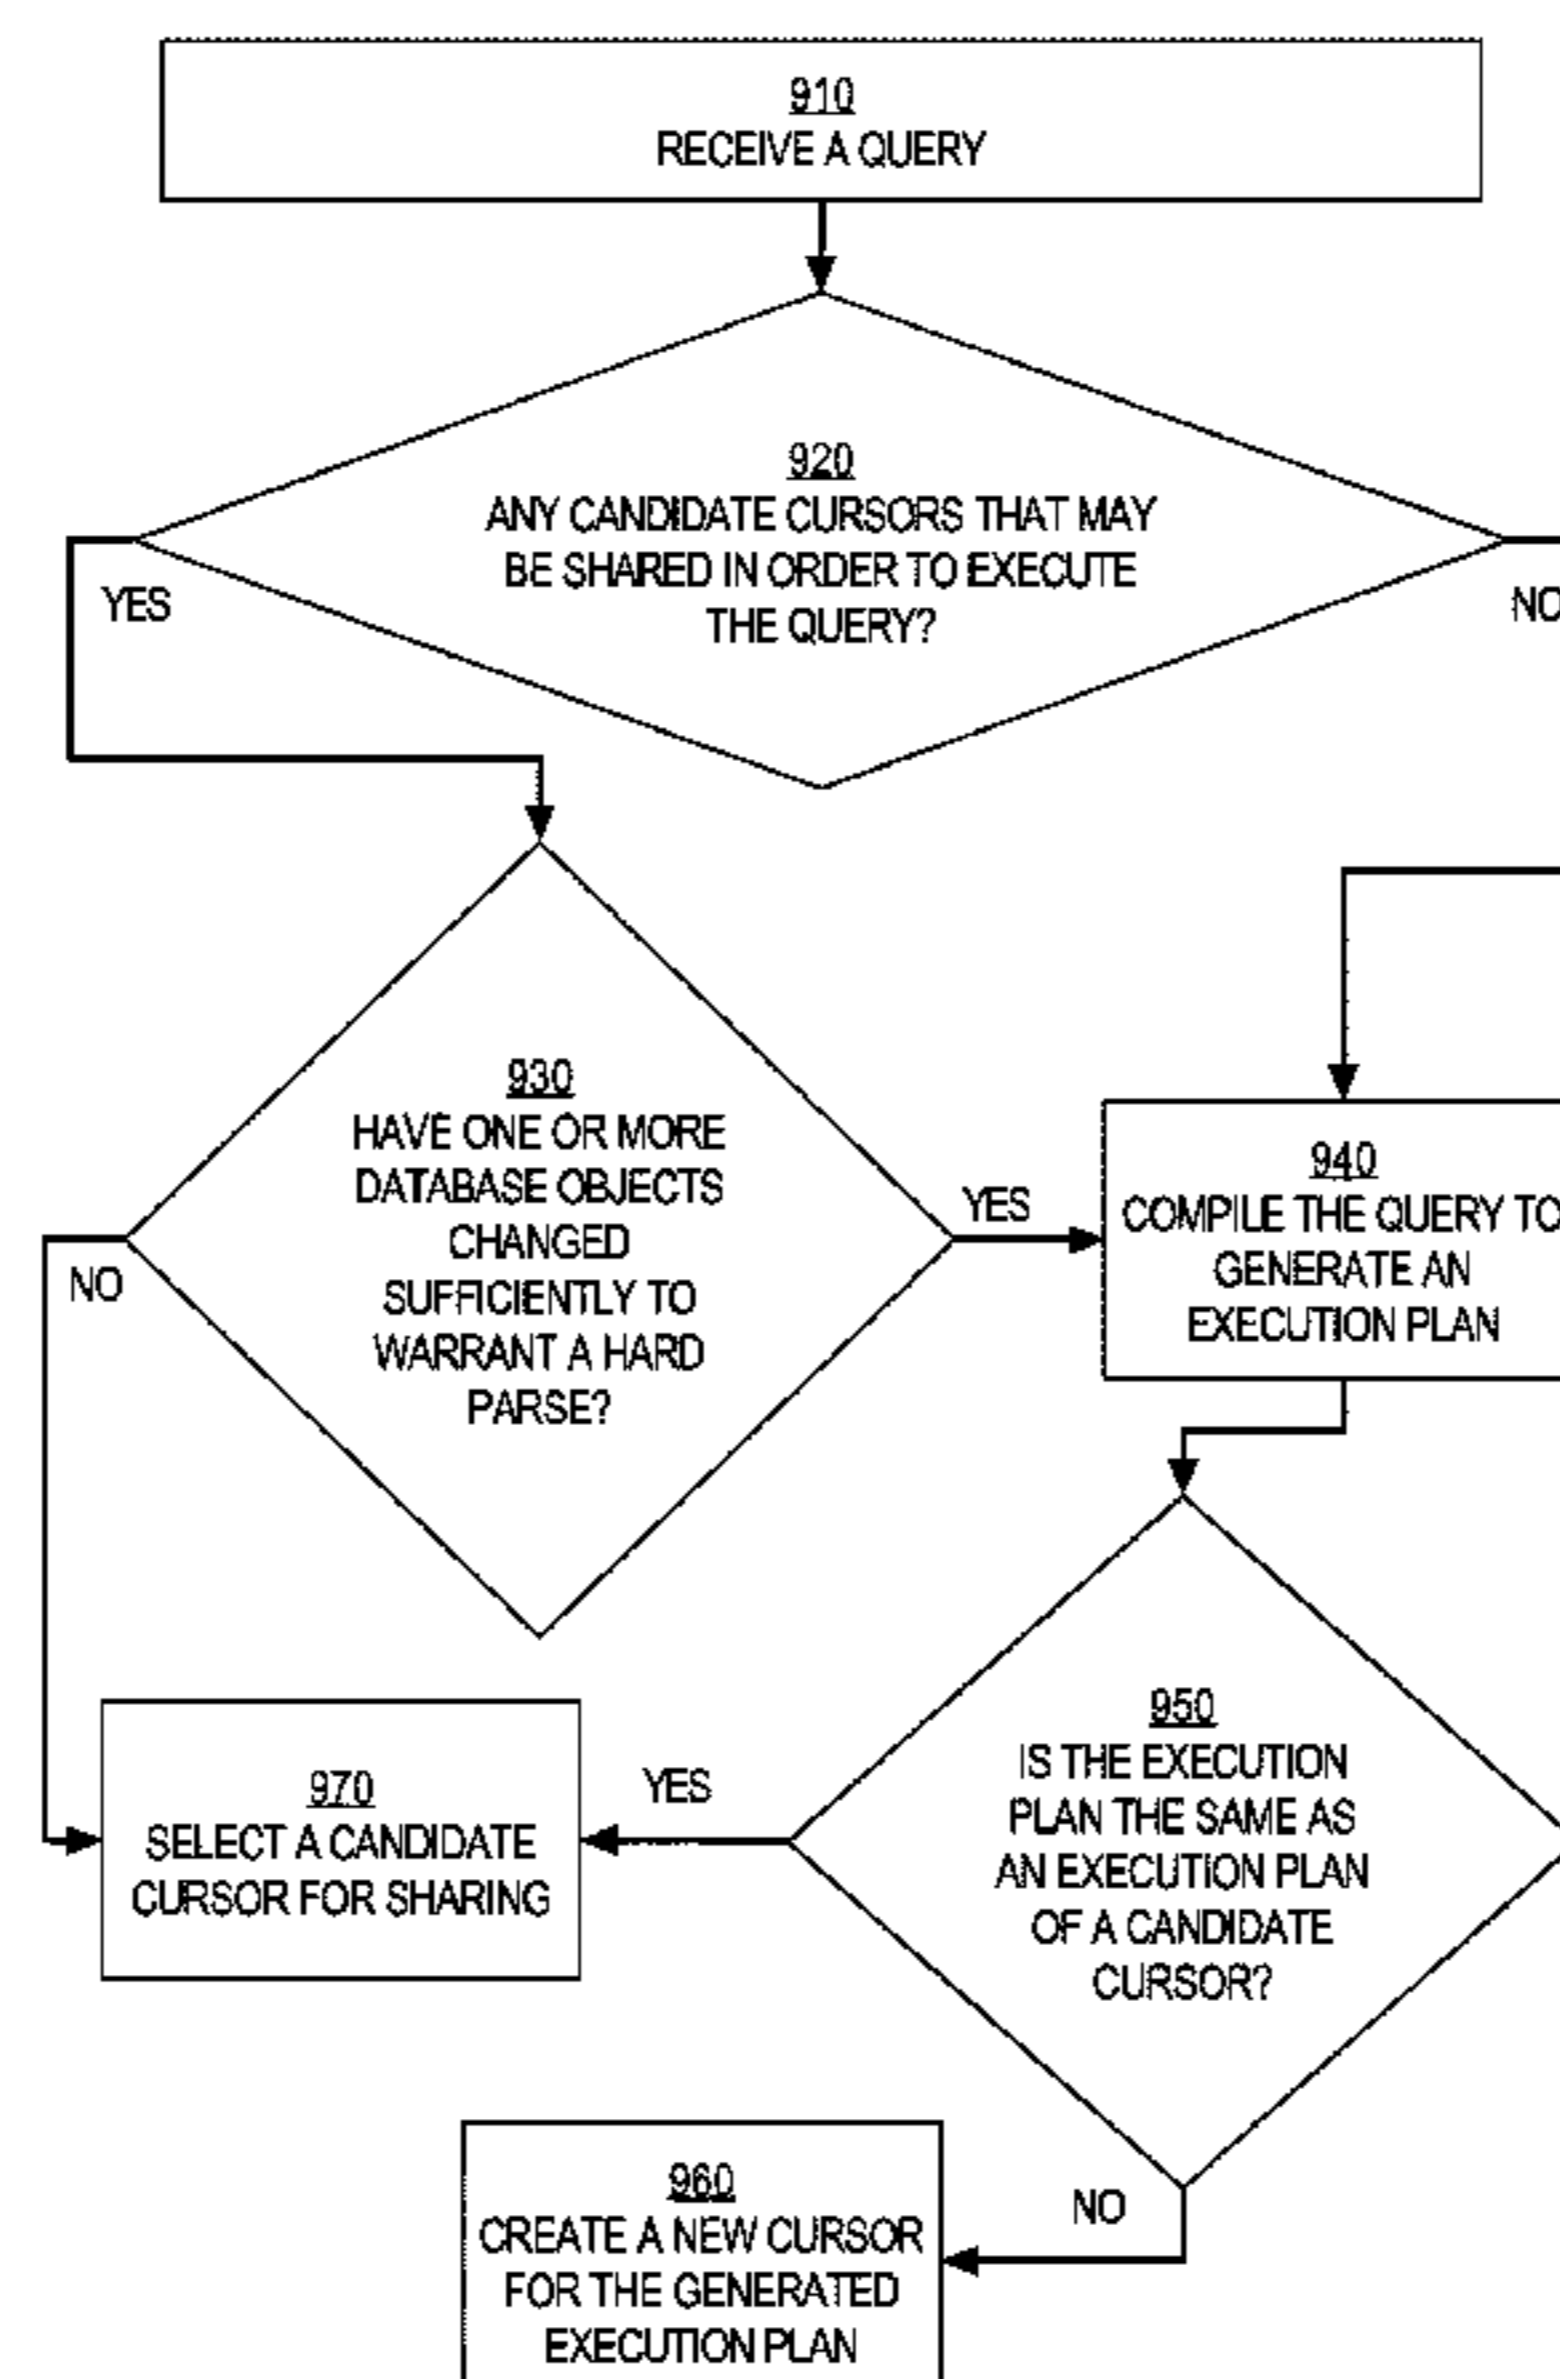 910
RECEIVE A QUERY
920
ANY CANDIDATE CURSORS THAT MAY
BE SHARED IN ORDER TO EXECUTE
THE QUERY?
YES
NO
930
HAVE ONE OR MORE
DATABASE OBJECTS
CHANGED
SUFFICIENTLY TO
WARRANT A HARD
PARSE?
YES
NO
940
COMPILE THE QUERY TO
GENERATE AN
EXECUTION PLAN
950
IS THE EXECUTION
PLAN THE SAME AS
AN EXECUTION PLAN
OF A CANDIDATE
CURSOR?
YES
970
SELECT A CANDIDATE
CURSOR FOR SHARING
NO
960
CREATE A NEW CURSOR
FOR THE GENERATED
EXECUTION PLAN